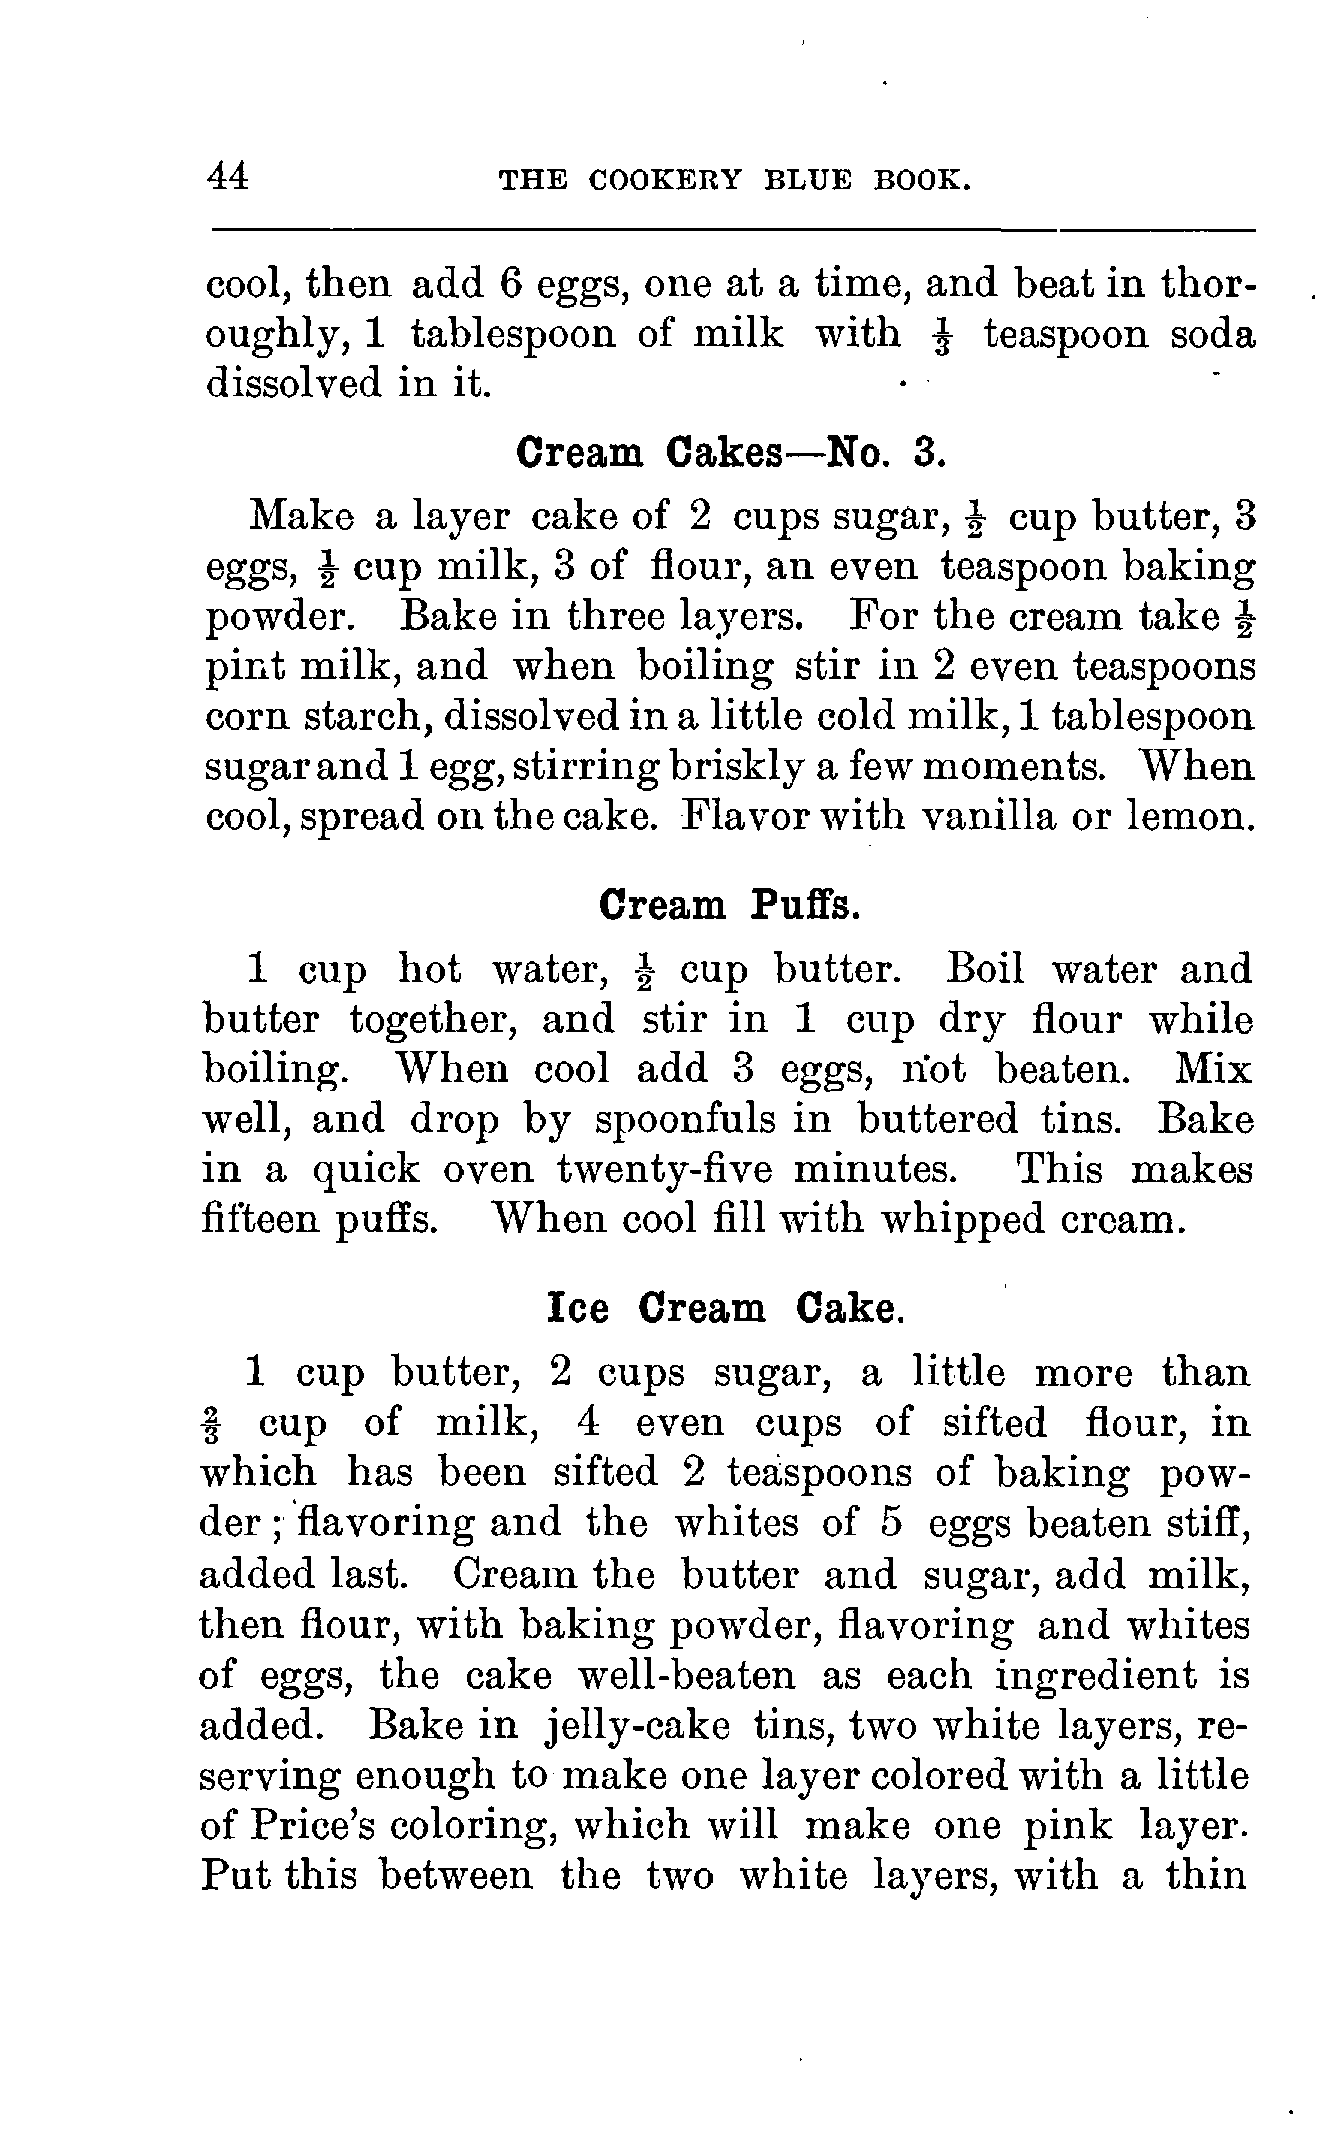 44 THE COOKERY BLUE BOOK.
cool, then add 6 eggs, one at a time, and beat in thor-
oughly, 1 tablespoon of milk with ⅓ teaspoon soda
dissolved in it.
Cream Cakes—No. 3.
Make a layer cake of 2 cups sugar, ½ cup butter, 3
eggs, ½ cup milk, 3 of flour, an even teaspoon baking
powder. Bake in three layers. For the cream take ½
pint milk, and when boiling stir in 2 even teaspoons
corn starch, dissolved in a little cold milk, 1 tablespoon
sugar and 1 egg, stirring briskly a few moments. When
cool, spread on the cake. Flavor with vanilla or lemon.
Cream Puffs.
1 cup hot water, ½ cup butter. Boil water and
butter together, and stir in 1 cup dry flour while
boiling. When cool add 3 eggs, not beaten. Mix
well, and drop by spoonfuls in buttered tins. Bake
in a quick oven twenty-five minutes. This makes
fifteen puffs. When cool fill with whipped cream.
Ice Cream Cake.
1 cup butter, 2 cups sugar, a little more than
⅔ cup of milk, 4 even cups of sifted flour, in
which has been sifted 2 teaspoons of baking pow-
der; flavoring and the whites of 5 eggs beaten stiff,
added last. Cream the butter and sugar, add milk,
then flour, with baking powder, flavoring and whites
of eggs, the cake well-beaten as each ingredient is
added. Bake in jelly-cake tins, two white layers, re-
serving enough to make one layer colored with a little
of Price's coloring, which will make one pink layer.
Put this between the two white layers, with a thin